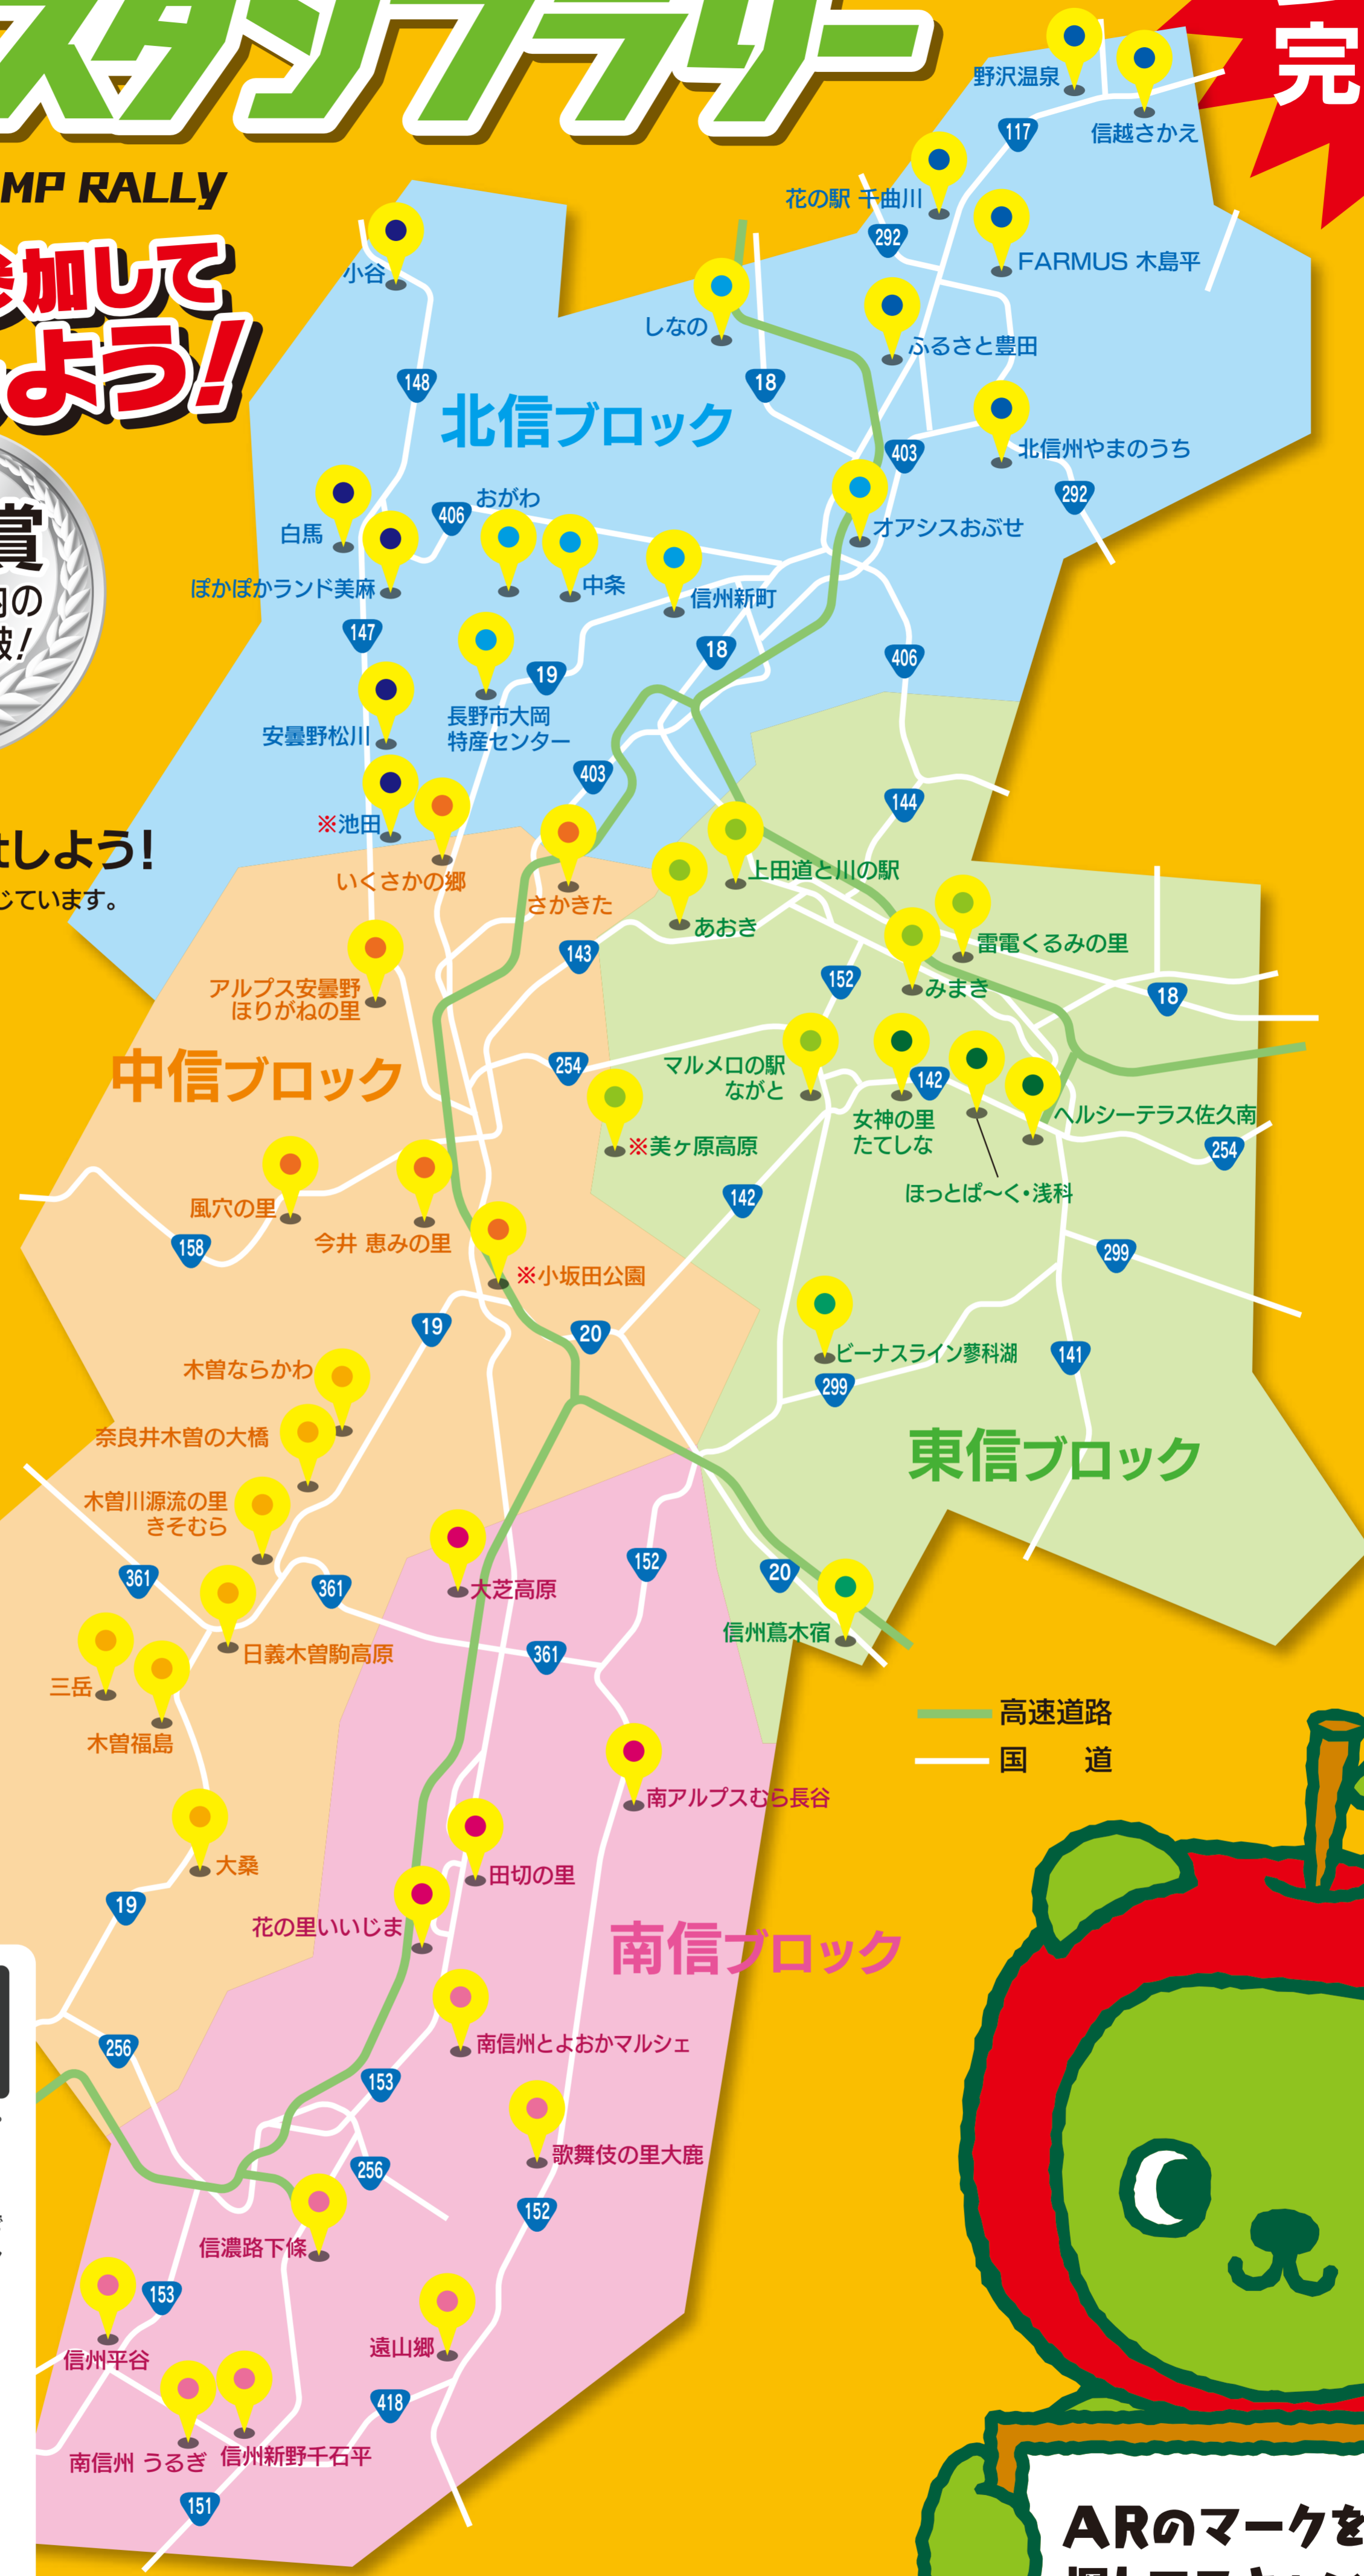 スタンプラリー
MP RALLY
加して
よう!
完
賞
内の
破!
しよう!
じています。
野沢温泉
信越さかえ
117
花の駅 千曲川
292
FARMUS 木島平
小谷
しなの
ふるさと豊田
148
18
北信ブロック
403
北信州やまのうち
292
白馬
406
おがわ
オアシスおぶせ
ぽかぽかランド美麻
中条
信州新町
147
18
406
19
安曇野松川
長野市大岡
特産センター
403
144
※池田
いくさかの郷
さかきた
上田道と川の駅
あおき
143
雷電くるみの里
152
みまき
18
アルプス安曇野
ほりがねの里
中信ブロック
254
マルメロの駅
ながと
142
女神の里
たてしな
ヘルシーテラス佐久南
254
※美ヶ原高原
ほっとぱ〜く・浅科
142
風穴の里
今井 恵みの里
158
299
※小坂田公園
19
20
ビーナスライン蓼科湖
141
299
木曽ならかわ
奈良井木曽の大橋
東信ブロック
木曽川源流の里
きそむら
361
361
大芝高原
152
20
信州蔦木宿
日義木曽駒高原
361
三岳
木曽福島
高速道路
国 道
南アルプスむら長谷
大桑
田切の里
19
花の里いいじま
南信ブロック
256
南信州とよおかマルシェ
153
歌舞伎の里大鹿
256
152
信濃路下條
153
信州平谷
遠山郷
418
南信州 うるぎ
信州新野千石平
151
ARのマークを